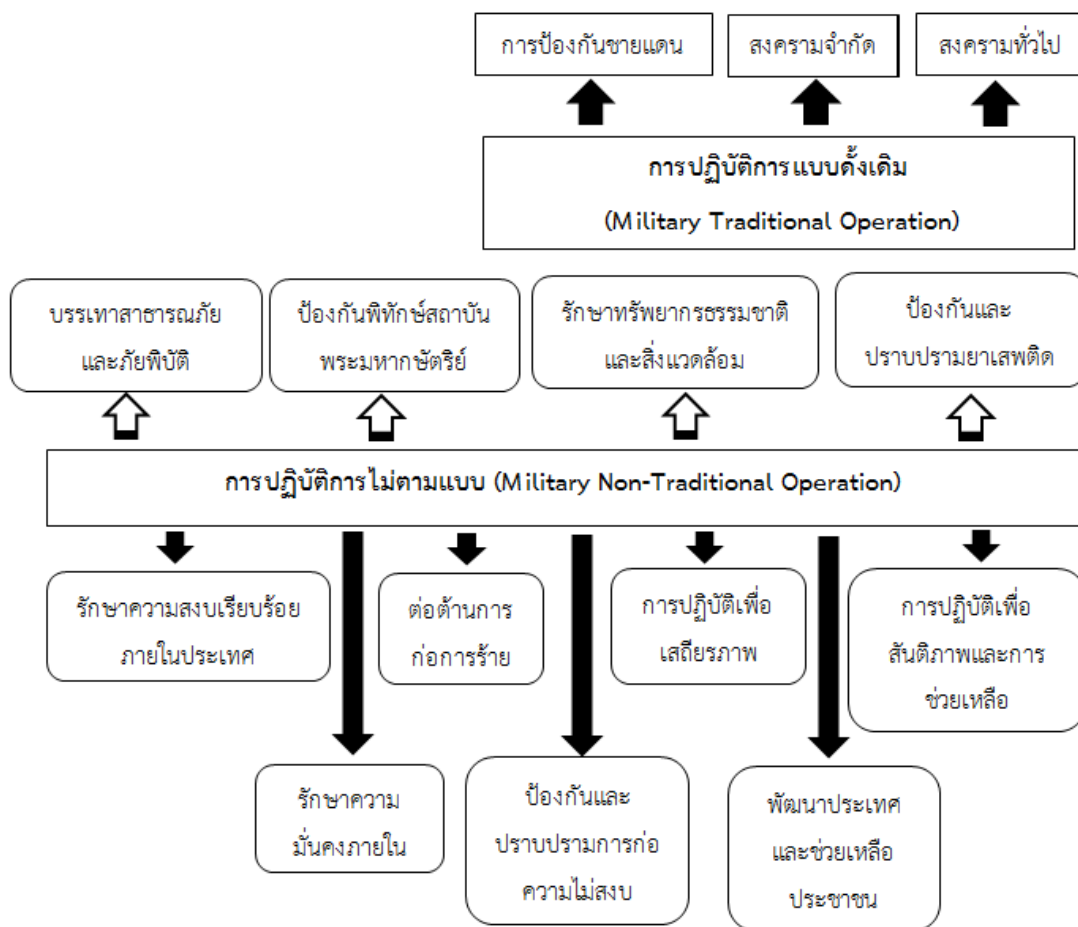 การป้องกันชายแดน
สงครามจำกัด
สงครามทั่วไป
การปฏิบัติการแบบดั้งเดิม
(Military Traditional Operation)
บรรเทาสาธารณภัย
และภัยพิบัติ
ป้องกันพิทักษ์สถาบัน
พระมหากษัตริย์
รักษาทรัพยากรธรรมชาติ
และสิ่งแวดล้อม
ป้องกันและ
ปราบปรามยาเสพติด
การปฏิบัติการไม่ตามแบบ (Military Non-Traditional Operation)
รักษาความสงบเรียบร้อย
ภายในประเทศ
ต่อต้านการ
ก่อการร้าย
การปฏิบัติเพื่อ
เสถียรภาพ
การปฏิบัติเพื่อ
สันติภาพและการ
ช่วยเหลือ
รักษาความ
มั่นคงภายใน
ป้องกันและ
ปราบปรามการก่อ
ความไม่สงบ
พัฒนาประเทศ
และช่วยเหลือ
ประชาชน